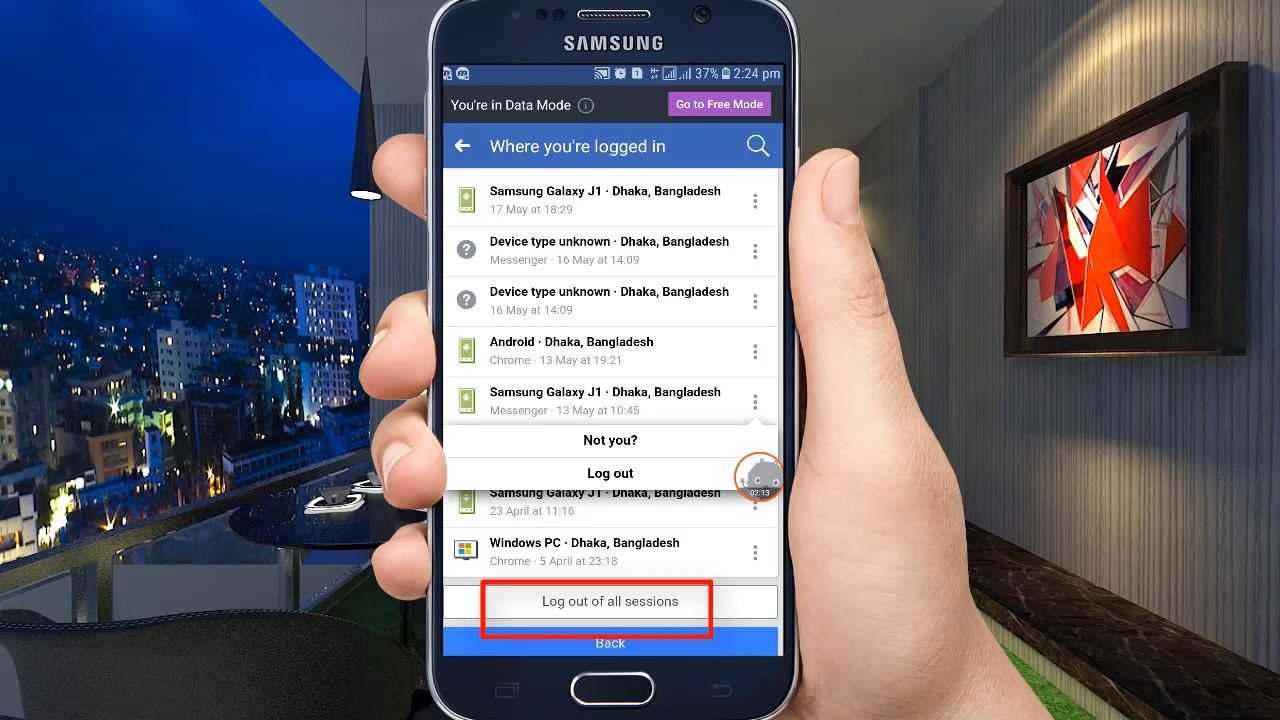 SAMSUNG
37% 2:24 pm
You're in Data Mode
Go to Free Mode
Where you're logged in
Samsung Galaxy J1 · Dhaka, Bangladesh
17 May at 18:29
Device type unknown · Dhaka, Bangladesh
Messenger · 16 May at 14:09
Device type unknown · Dhaka, Bangladesh
16 May at 14:09
Android · Dhaka, Bangladesh
Chrome · 13 May at 19:21
Samsung Galaxy J1 · Dhaka, Bangladesh
Messenger · 13 May at 10:45
Not you?
Log out
02:13
Samsung Galaxy J1 · Dhaka, Bangladesh
23 April at 11:16
Windows PC · Dhaka, Bangladesh
Chrome · 5 April at 23:18
Log out of all sessions
Back